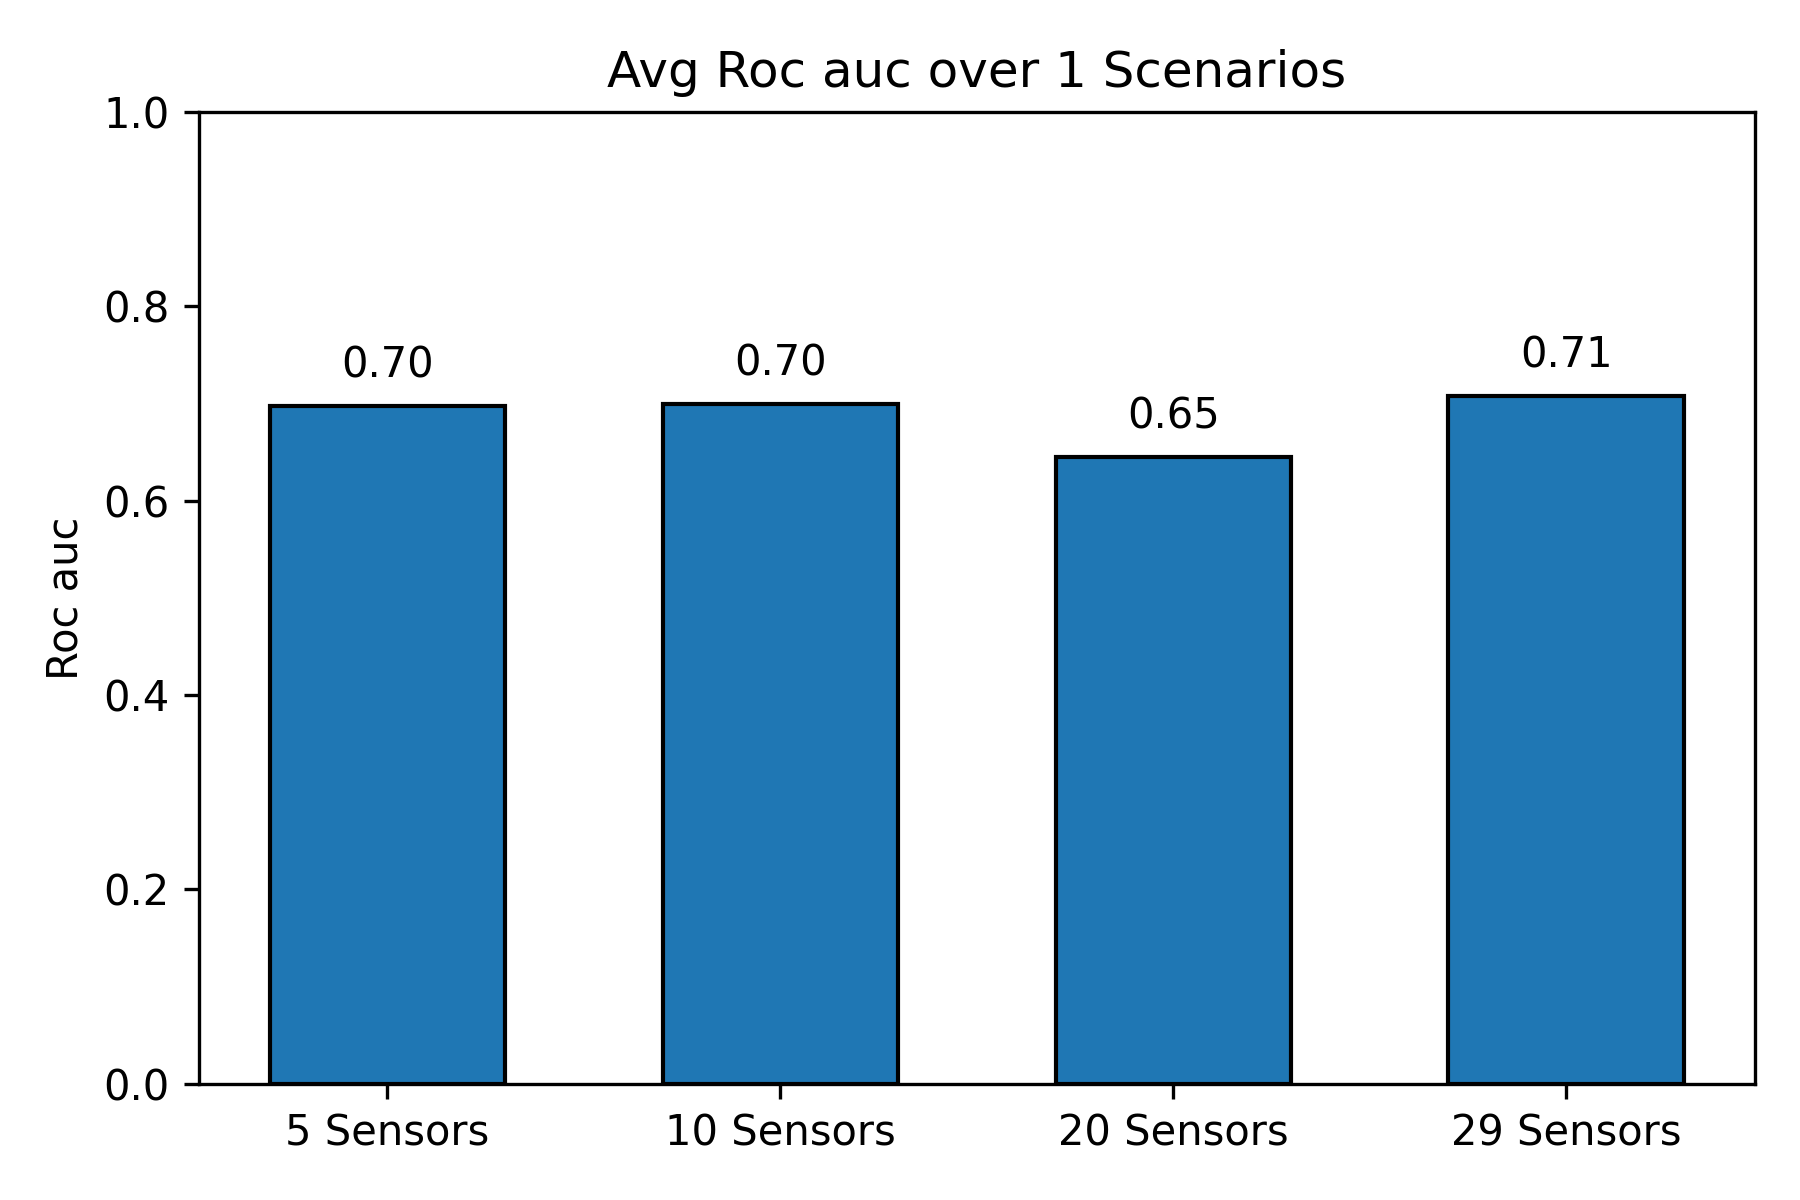 Avg Roc auc over 1 Scenarios
1.0
0.8
0.6
0.4
0.2
0.0
Roc auc
0.70
0.70
0.65
0.71
5 Sensors
10 Sensors
20 Sensors
29 Sensors